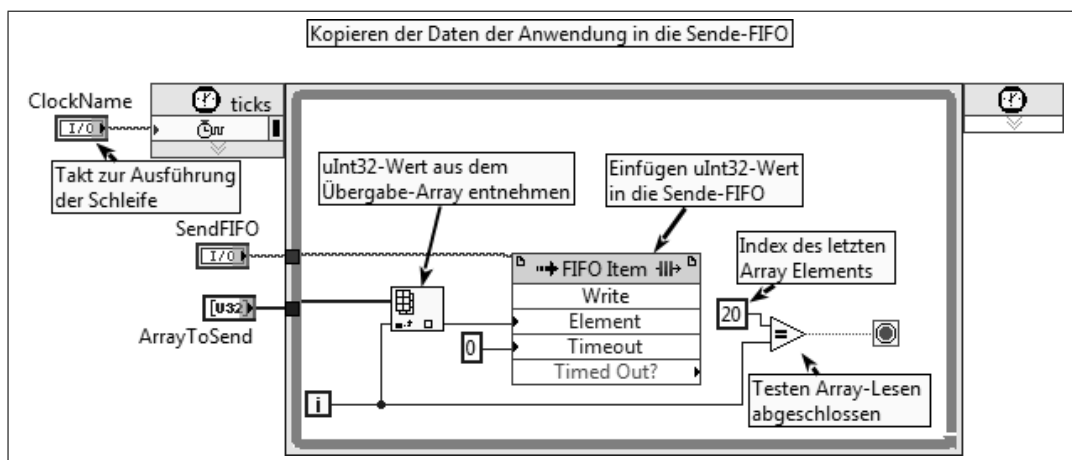 Kopieren der Daten der Anwendung in die Sende-FIFO
ClockName
ticks
I/O
Takt zur Ausführung
der Schleife
uInt32-Wert aus dem
Übergabe-Array entnehmen
Einfügen uInt32-Wert
in die Sende-FIFO
SendFIFO
I/O
Index des letzten
Array Elements
FIFO Item
Write
Element
Timeout
Timed Out?
[U32]
ArrayToSend
20
0
=
i
Testen Array-Lesen
abgeschlossen